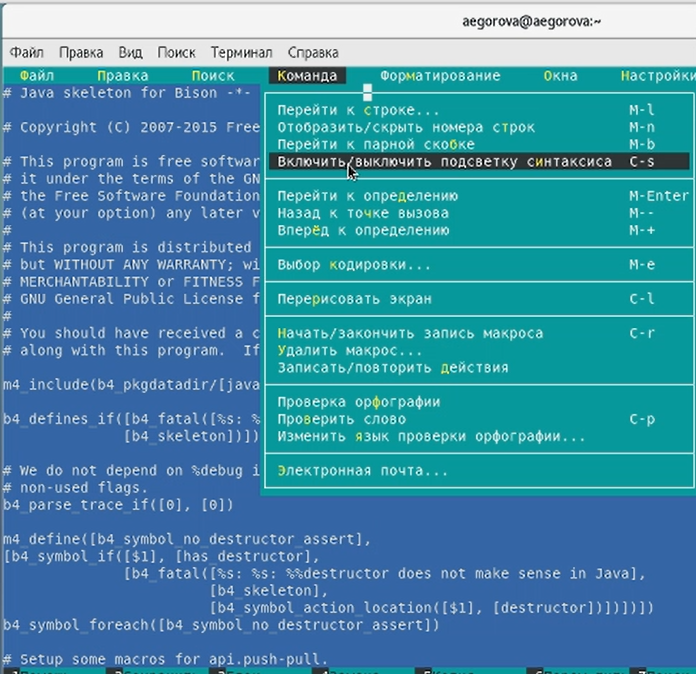 aegorova@aegorova:~
Файл Правка Вид Поиск Терминал Справка
Файл Правка Поиск Команда Форматирование Окна Настройки
# Java skeleton for Bison -*-
Перейти к строке... M-l
# Copyright (C) 2007-2015 Free
Отобразить/скрыть номера строк M-n
Перейти к парной скобке M-b
# This program is free softwar
Включить/выключить подсветку синтаксиса C-s
# it under the terms of the GN
# the Free Software Foundation
Перейти к определению M-Enter
# (at your option) any later v
Назад к точке вызова M--
#
Вперёд к определению M-+
# This program is distributed
# but WITHOUT ANY WARRANTY; wi
Выбор кодировки... M-e
# MERCHANTABILITY or FITNESS F
# GNU General Public License f
Перерисовать экран C-l
#
# You should have received a c
Начать/закончить запись макроса C-r
# along with this program. If
Удалить макрос...
Записать/повторить действия
m4_include(b4_pkgdatadir/[java
Проверка орфографии
b4_defines_if([b4_fatal([%s: %
Проверить слово C-p
[b4_skeleton])])
Изменить язык проверки орфографии...
# We do not depend on %debug i
Электронная почта...
# non-used flags.
b4_parse_trace_if([0], [0])
m4_define([b4_symbol_no_destructor_assert],
[b4_symbol_if([$1], [has_destructor],
[b4_fatal([%s: %s: %%destructor does not make sense in Java],
[b4_skeleton],
[b4_symbol_action_location([$1], [destructor])])])])
b4_symbol_foreach([b4_symbol_no_destructor_assert])
# Setup some macros for api.push-pull.